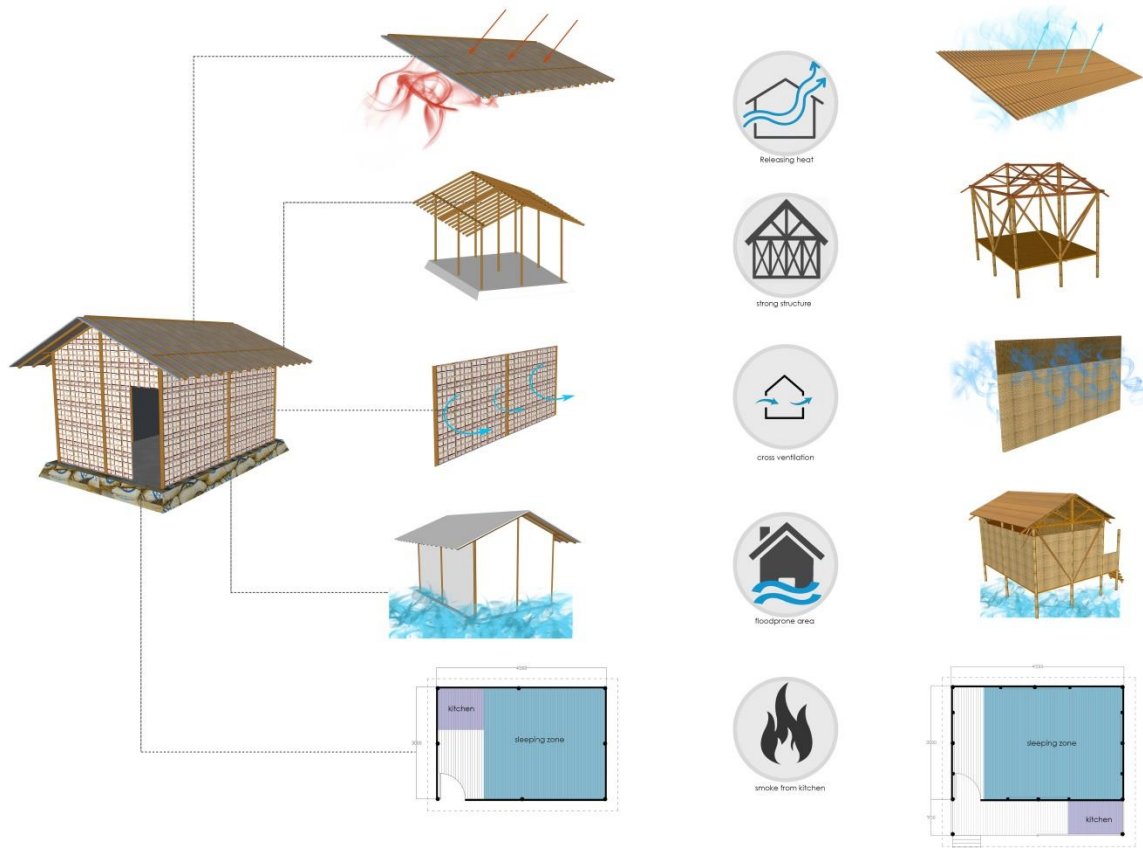 Releasing heat
strong structure
cross ventilation
floodprone area
kitchen
sleeping zone
smoke from kitchen
sleeping zone
kitchen